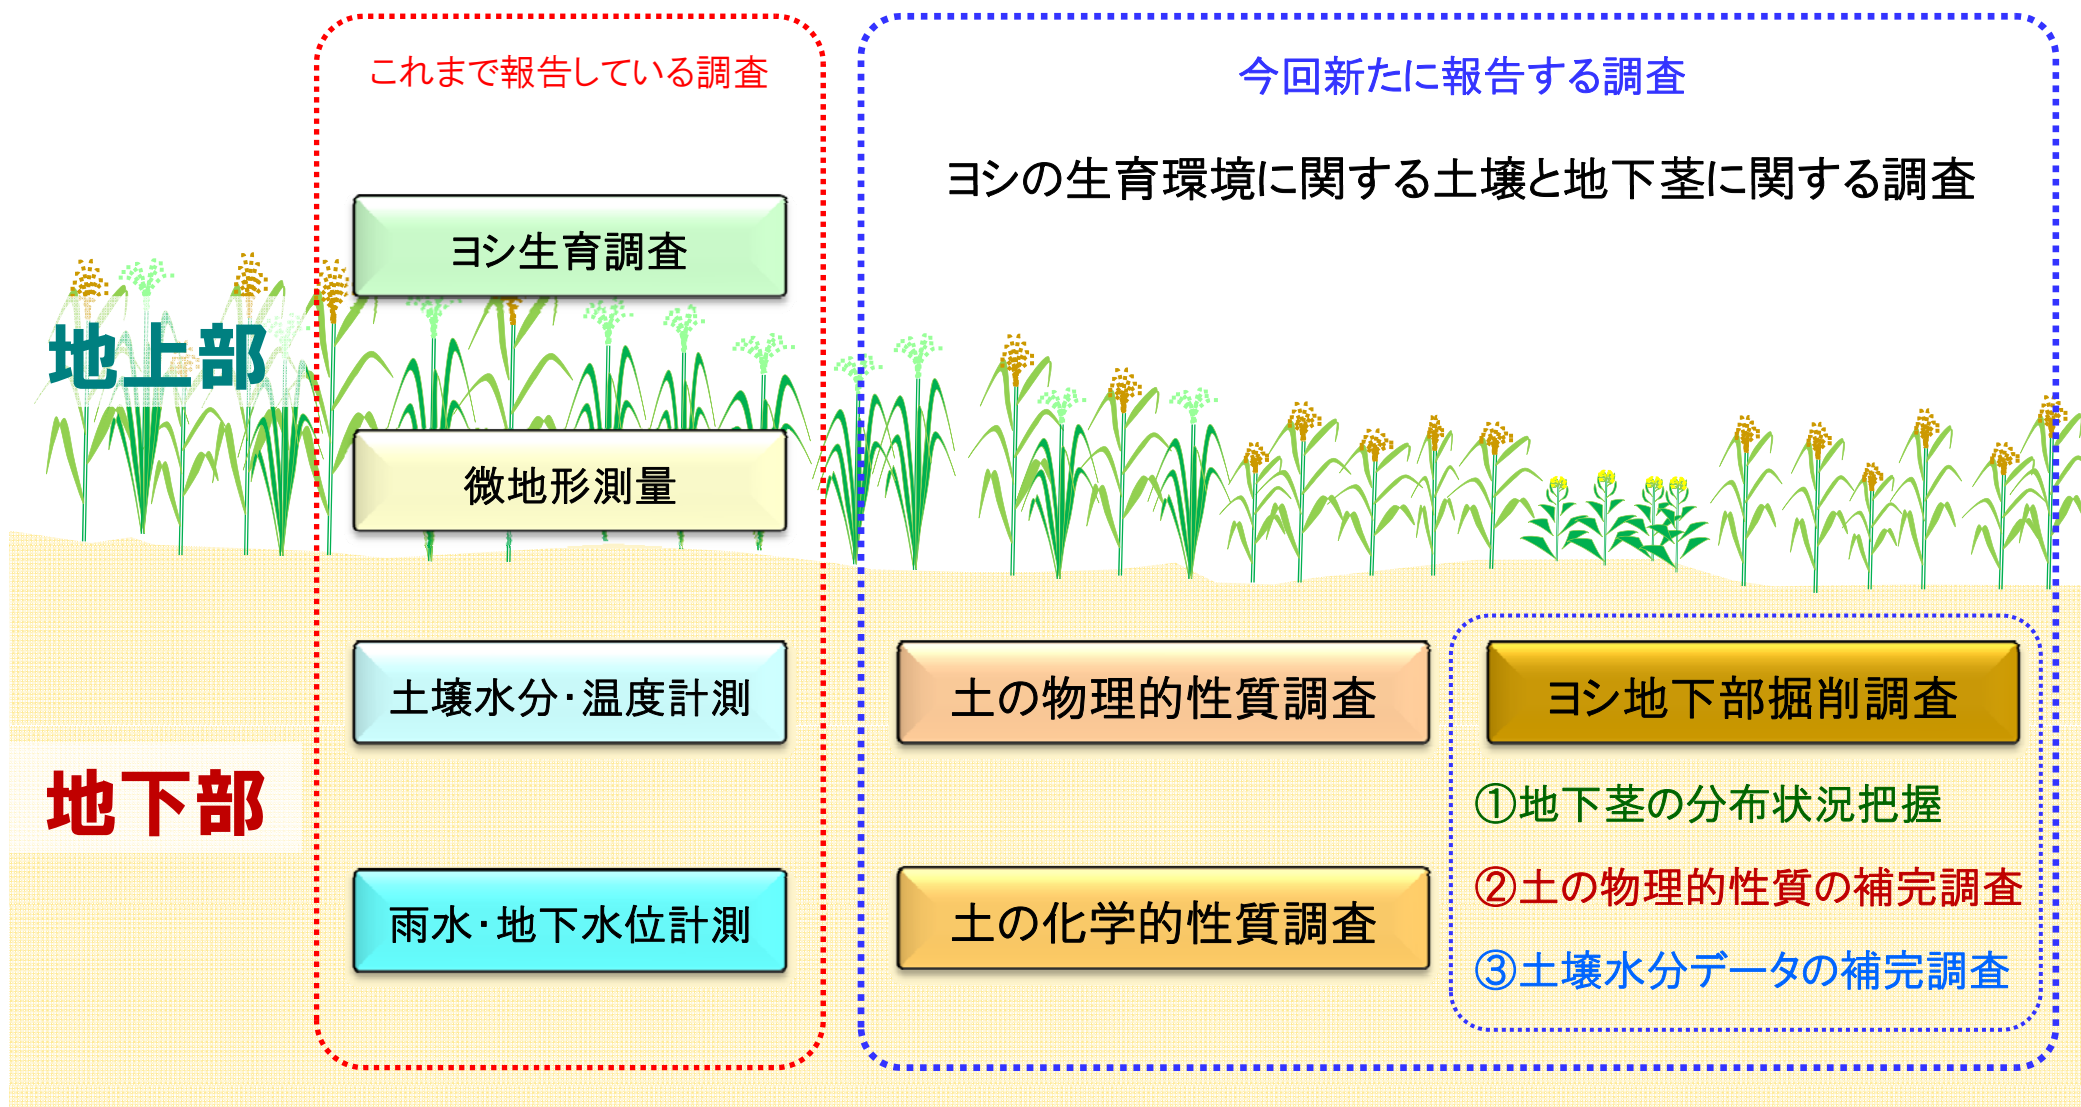 これまで報告している調査
今回新たに報告する調査
ヨシの生育環境に関する土壌と地下茎に関する調査
ヨシ生育調査
地上部
微地形測量
土壌水分・温度計測
土の物理的性質調査
ヨシ地下部掘削調査
地下部
①地下茎の分布状況把握
②土の物理的性質の補完調査
雨水・地下水位計測
土の化学的性質調査
③土壌水分データの補完調査